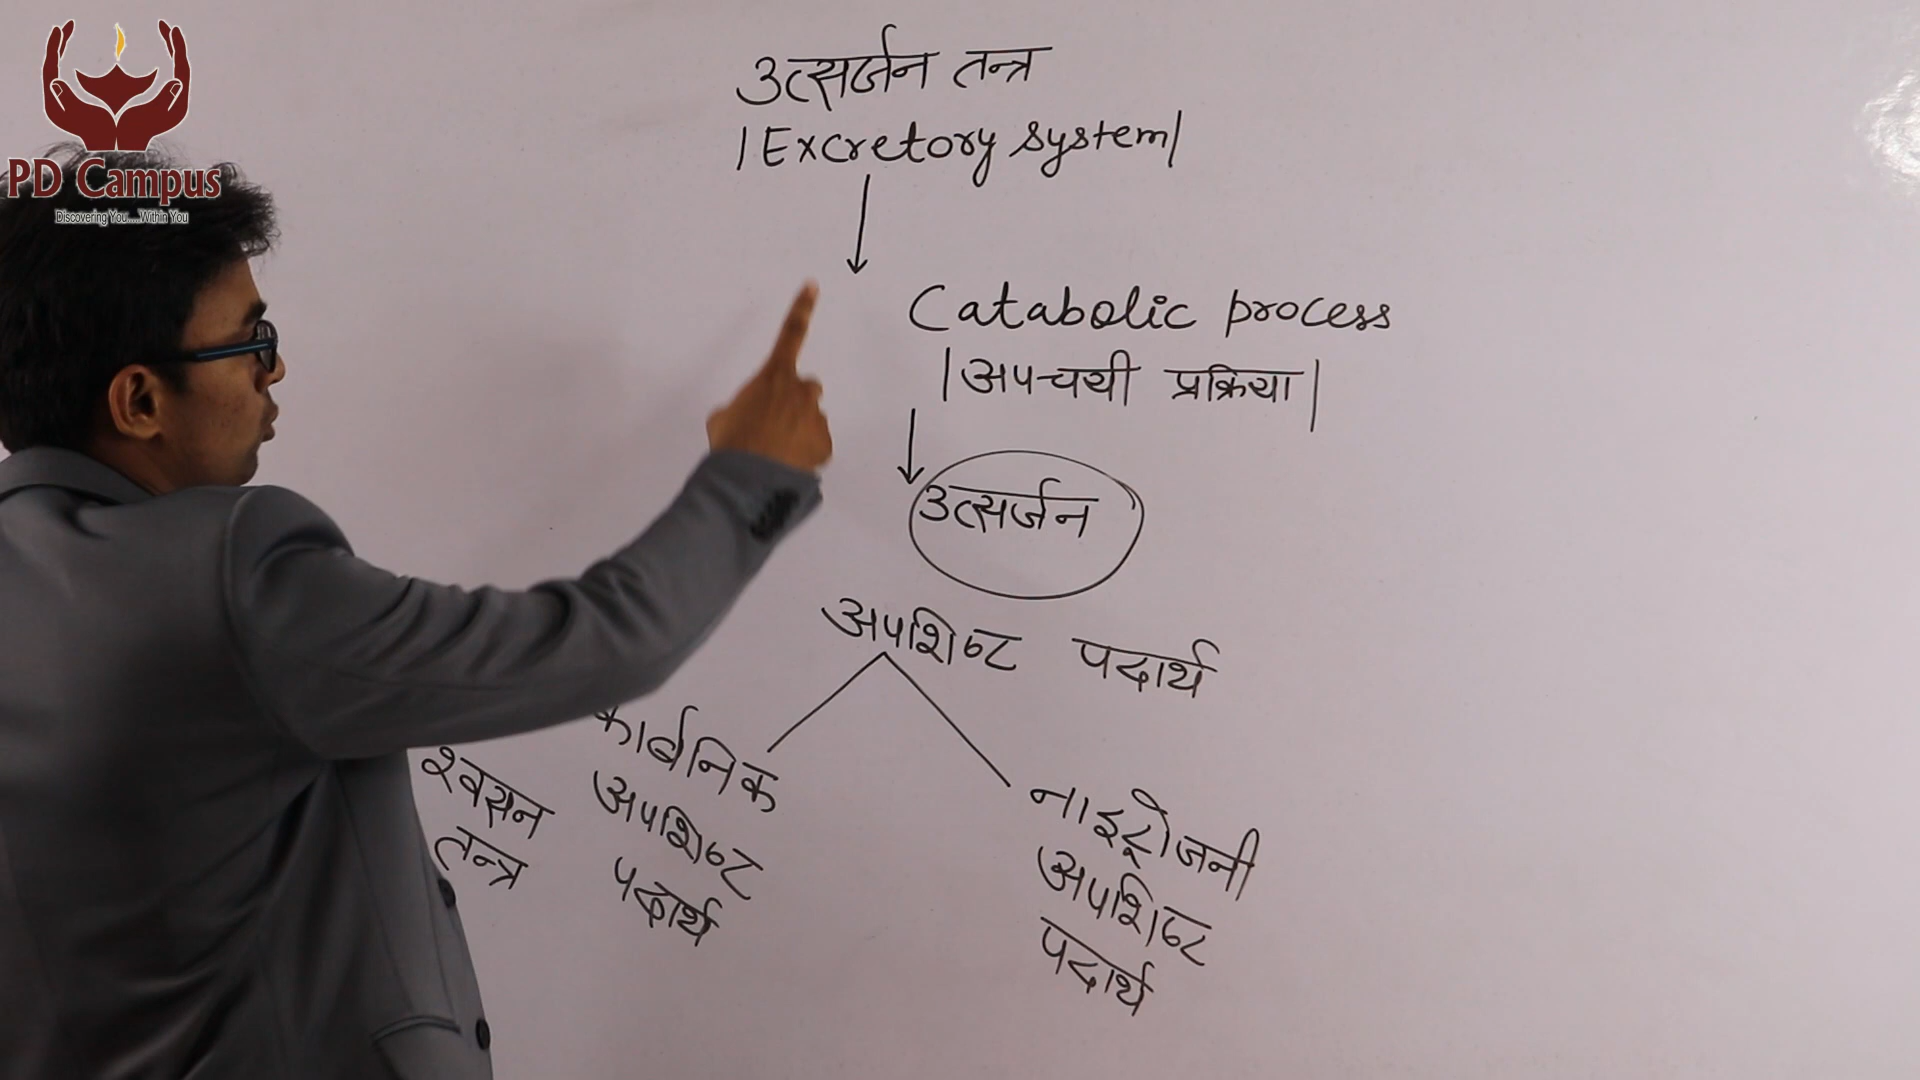 PD Campus
Discovering You.....Within You
उत्सर्जन तन्त्र
|Excretory system|
Catabolic process
|अपचयी प्रक्रिया|
उत्सर्जन
अपशिष्ट पदार्थ
कार्बनिक
अपशिष्ट
पदार्थ
श्वसन
तन्त्र
नाइट्रोजनी
अपशिष्ट
पदार्थ